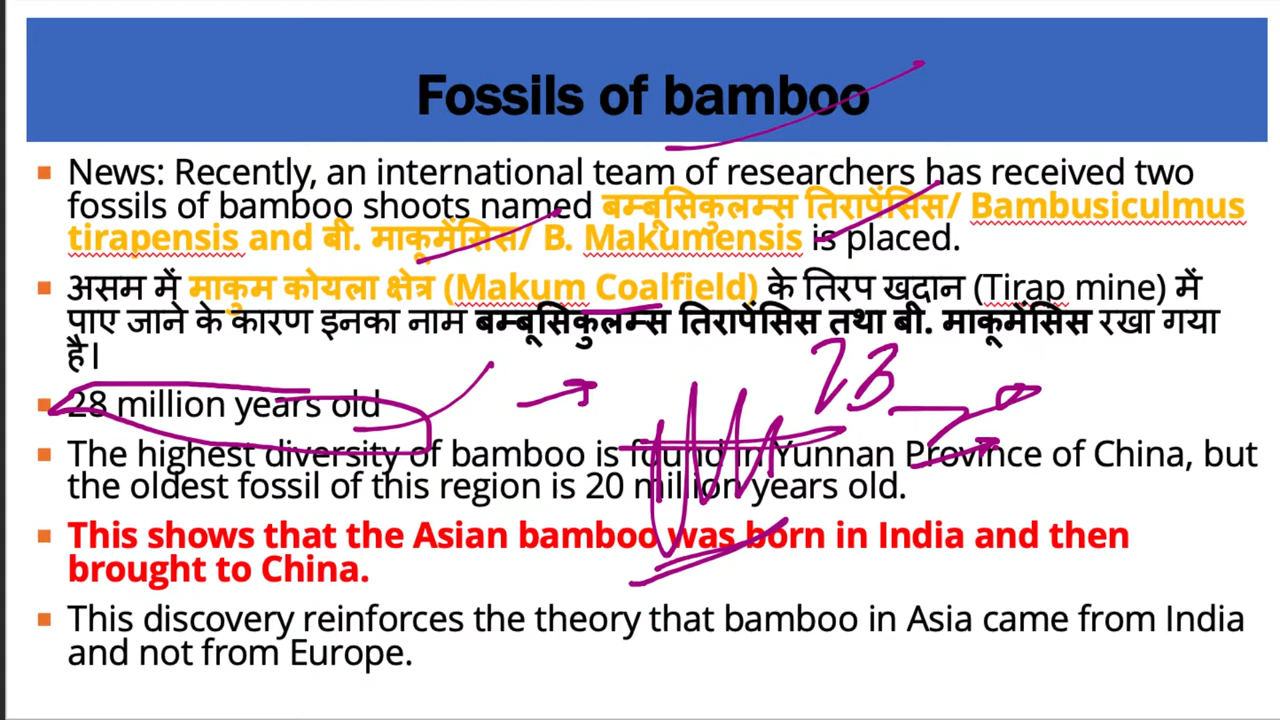 Fossils of bamboo
News: Recently, an international team of researchers has received two
fossils of bamboo shoots named बम्बूसिकुलम्स तिरापेंसिस/ Bambusiculmus
tirapensis and बी. माकूमेंसिस/ B. Makumensis is placed.
असम में माकुम कोयला क्षेत्र (Makum Coalfield) के तिरप खदान (Tirap mine) में
पाए जाने के कारण इनका नाम बम्बूसिकुलम्स तिरापेंसिस तथा बी. माकूमेंसिस रखा गया
है।
23
28 million years old
The highest diversity of bamboo is found in Yunnan Province of China, but
the oldest fossil of this region is 20 million years old.
This shows that the Asian bamboo was born in India and then
brought to China.
This discovery reinforces the theory that bamboo in Asia came from India
and not from Europe.